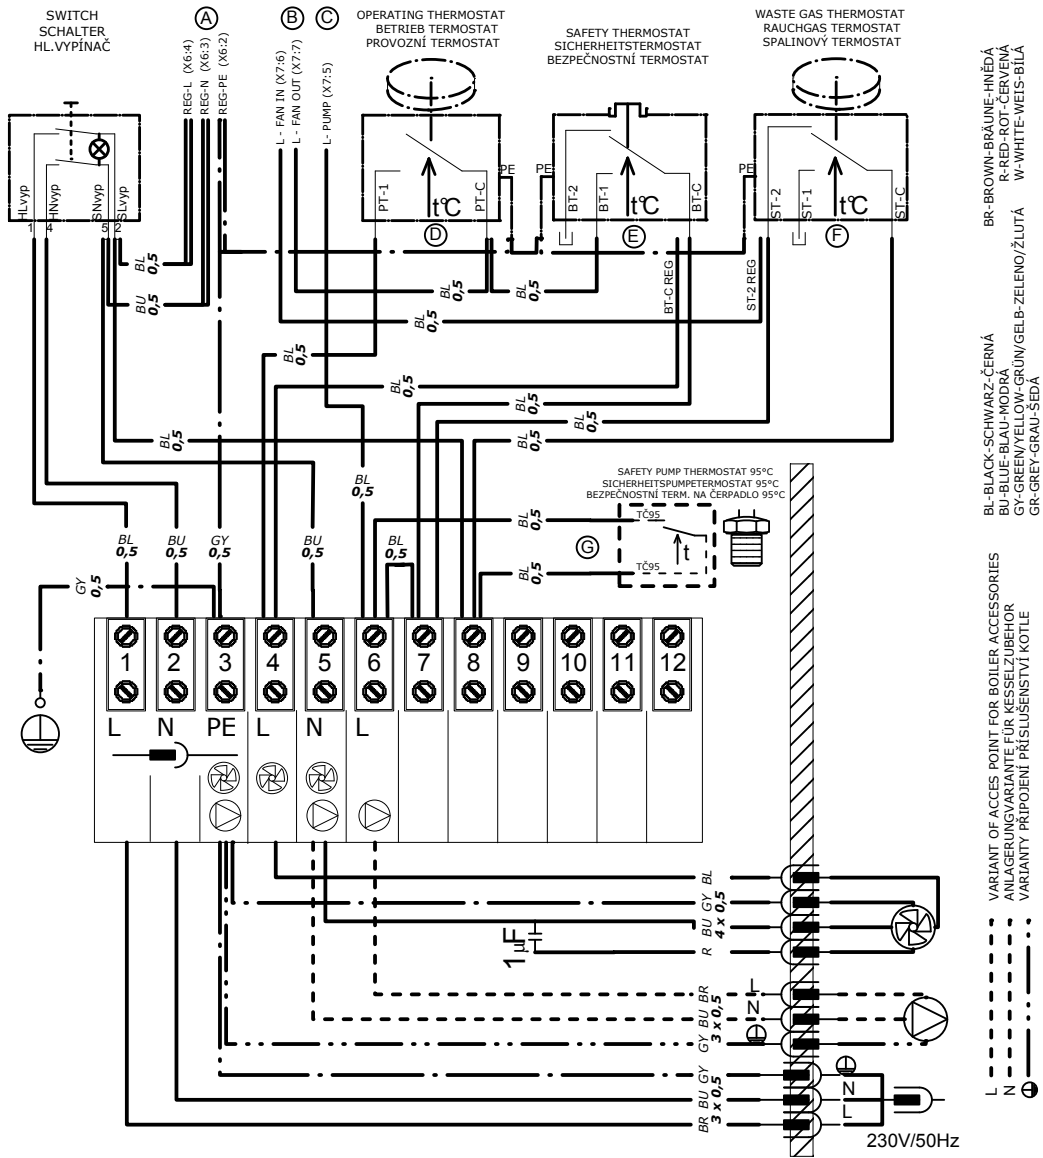 SWITCH
SCHALTER
HL.VYPÍNAČ
A
REG-L (X6:4)
REG-N (X6:3)
REG-PE (X6:2)
B
C
L - FAN IN (X7:6)
L - FAN OUT (X7:7)
L- PUMP (X7:5)
OPERATING THERMOSTAT
BETRIEB TERMOSTAT
PROVOZNÍ TERMOSTAT
SAFETY THERMOSTAT
SICHERHEITSTERMOSTAT
BEZPEČNOSTNÍ TERMOSTAT
WASTE GAS THERMOSTAT
RAUCHGAS TERMOSTAT
SPALINOVÝ TERMOSTAT
HLvyp
HNvyp
SNvyp
SLvyp
1
4
5
2
PT-1
t°C
PT-C
PE
D
PE
BT-2
BT-1
t°C
BT-C
E
PE
ST-2
ST-1
t°C
ST-C
F
BL
0,5
BU
0,5
BL
0,5
BL
0,5
BL
0,5
BT-C REG
ST-2 REG
BL
0,5
BL
0,5
BL
0,5
BL
0,5
BL
0,5
BL
0,5
BL
0,5
SAFETY PUMP THERMOSTAT 95°C
SICHERHEITSPUMPETERMOSTAT 95°C
BEZPEČNOSTNÍ TERM. NA ČERPADLO 95°C
TČ95
t
TČ95
G
BL
0,5
BL
0,5
BL
0,5
BU
0,5
GY
0,5
BU
0,5
BL
0,5
BL
0,5
GY
0,5
1 2 3 4 5 6 7 8 9 10 11 12
L N PE L N L
BL
GY
BU
R
4 x 0,5
1 uF
BR
BU
GY
3 x 0,5
L
N
GY
BU
BR
3 x 0,5
N
L
230V/50Hz
BR-BROWN-BRÄUNE-HNĚDÁ
R-RED-ROT-ČERVENÁ
W-WHITE-WEIS-BÍLÁ
BL-BLACK-SCHWARZ-ČERNÁ
BU-BLUE-BLAU-MODRÁ
GY-GREEN/YELLOW-GRÜN/GELB-ZELENO/ŽLUTÁ
GR-GREY-GRAU-ŠEDÁ
VARIANT OF ACCES POINT FOR BOILER ACCESSORIES
ANLAGERUNGVARIANTE FÜR KESSELZUBEHOR
VARIANTY PŘIPOJENÍ PŘÍSLUŠENSTVÍ KOTLE
L
N